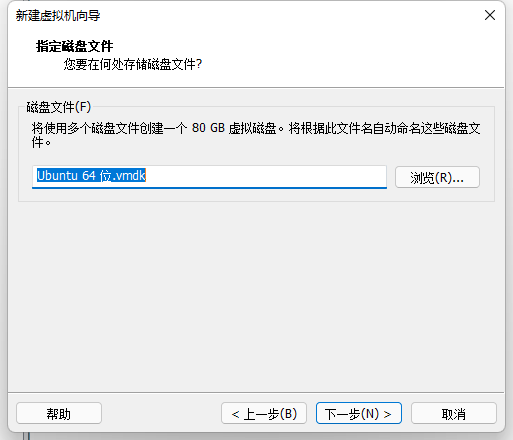 新建虚拟机向导
指定磁盘文件
您要在何处存储磁盘文件?
磁盘文件(F)
将使用多个磁盘文件创建一个 80 GB 虚拟磁盘。将根据此文件名自动命名这些磁盘文
件。
Ubuntu 64 位.vmdk
浏览(R)...
帮助
< 上一步(B)
下一步(N) >
取消